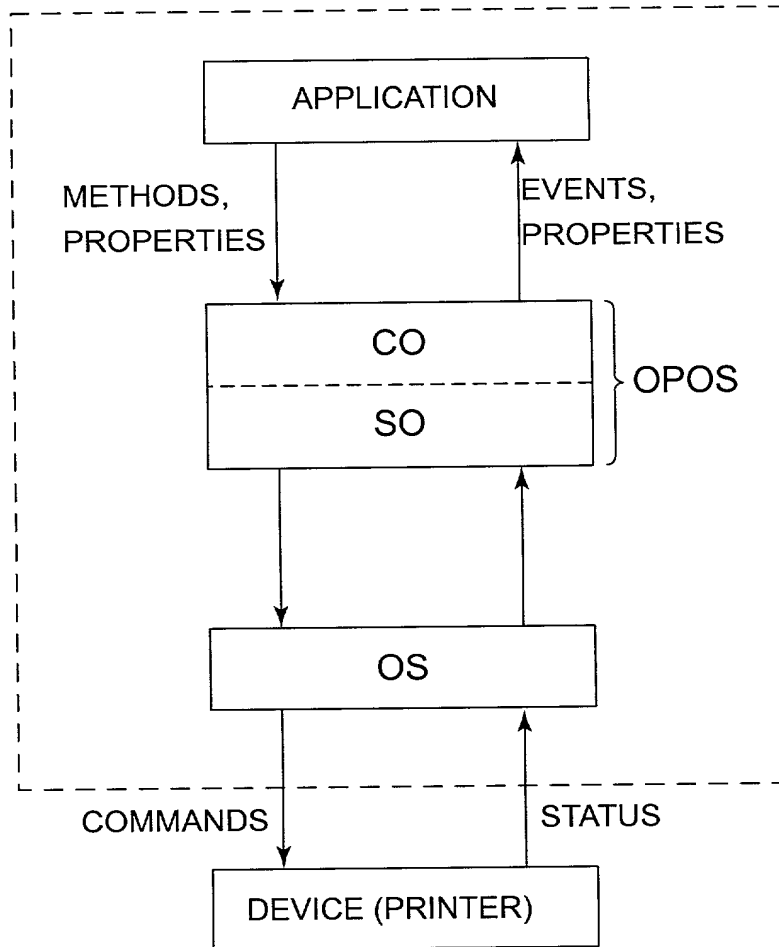 APPLICATION
METHODS,
PROPERTIES
EVENTS,
PROPERTIES
CO
SO
OPOS
OS
COMMANDS
STATUS
DEVICE (PRINTER)